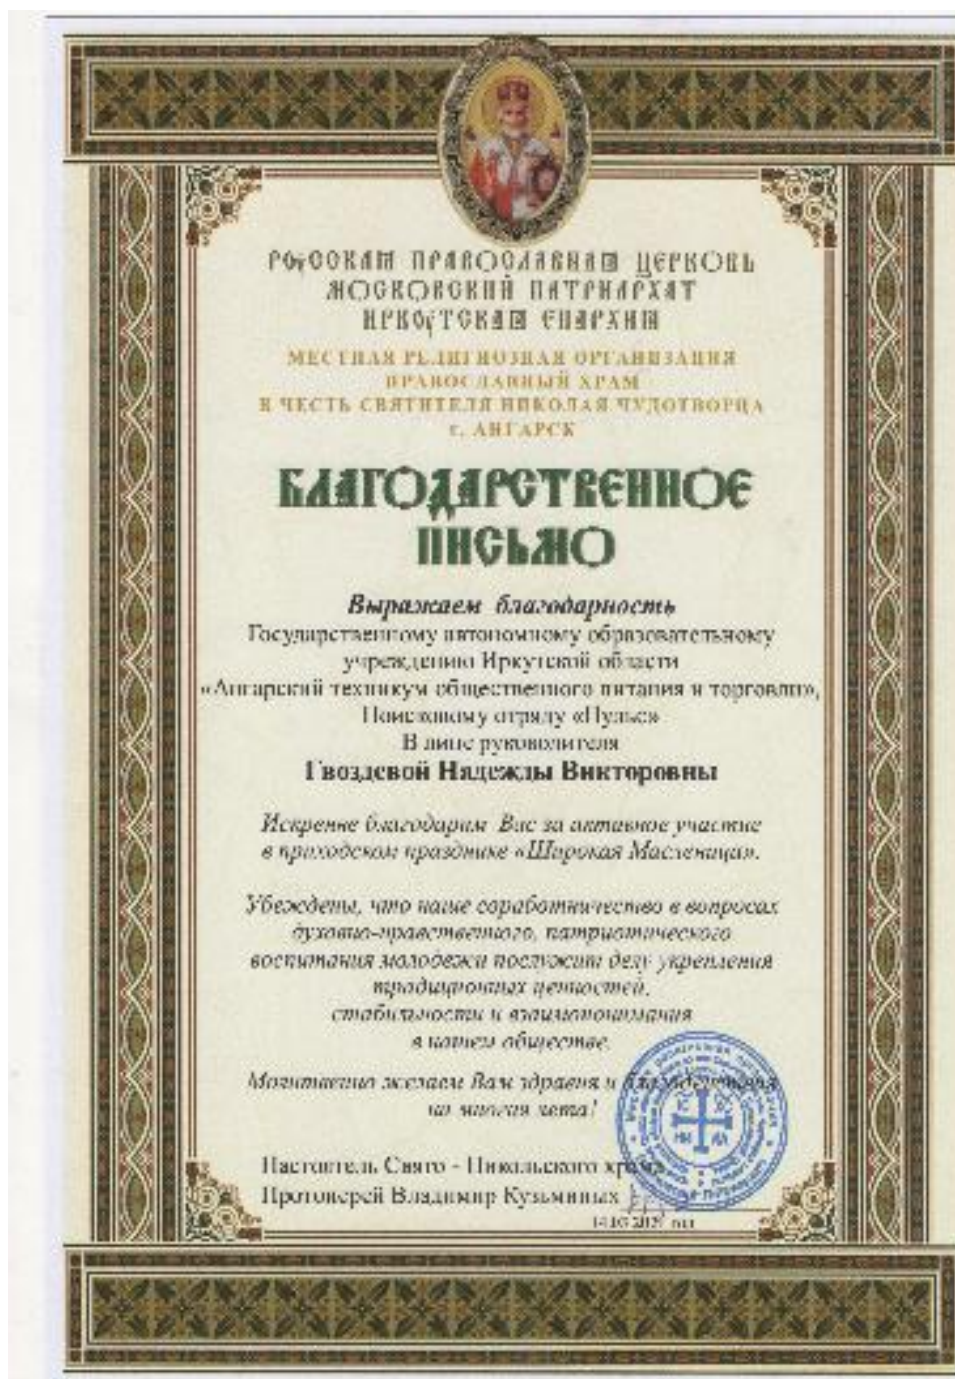 РУССКАЯ ПРАВОСЛАВНАЯ ЦЕРКОВЬ
МОСКОВСКИЙ ПАТРИАРХАТ
ИРКУТСКАЯ ЕПАРХИЯ
МЕСТНАЯ РЕЛИГИОЗНАЯ ОРГАНИЗАЦИЯ
ПРАВОСЛАВНЫЙ ХРАМ
В ЧЕСТЬ СВЯТИТЕЛЯ НИКОЛАЯ ЧУДОТВОРЦА
г. АНГАРСК
БЛАГОДАРСТВЕННОЕ
ПИСЬМО
Выражаем благодарность
Государственному автономному образовательному
учреждению Иркутской области
«Ангарский техникум общественного питания и торговли»,
Поисковому отряду «Пульс»
В лице руководителя
Гвоздевой Надежды Викторовны
Искренне благодарим Вас за активное участие
в приходском празднике «Широкая Масленица».
Убеждены, что наше соработничество в вопросах
духовно-нравственного, патриотического
воспитания молодежи послужит делу укрепления
традиционных ценностей,
стабильности и взаимопонимания
в нашем обществе.
Молитвенно желаем Вам здравия и благоденствия
на многая лета!
Настоятель Свято - Никольского храма
Протоиерей Владимир Кузьминых